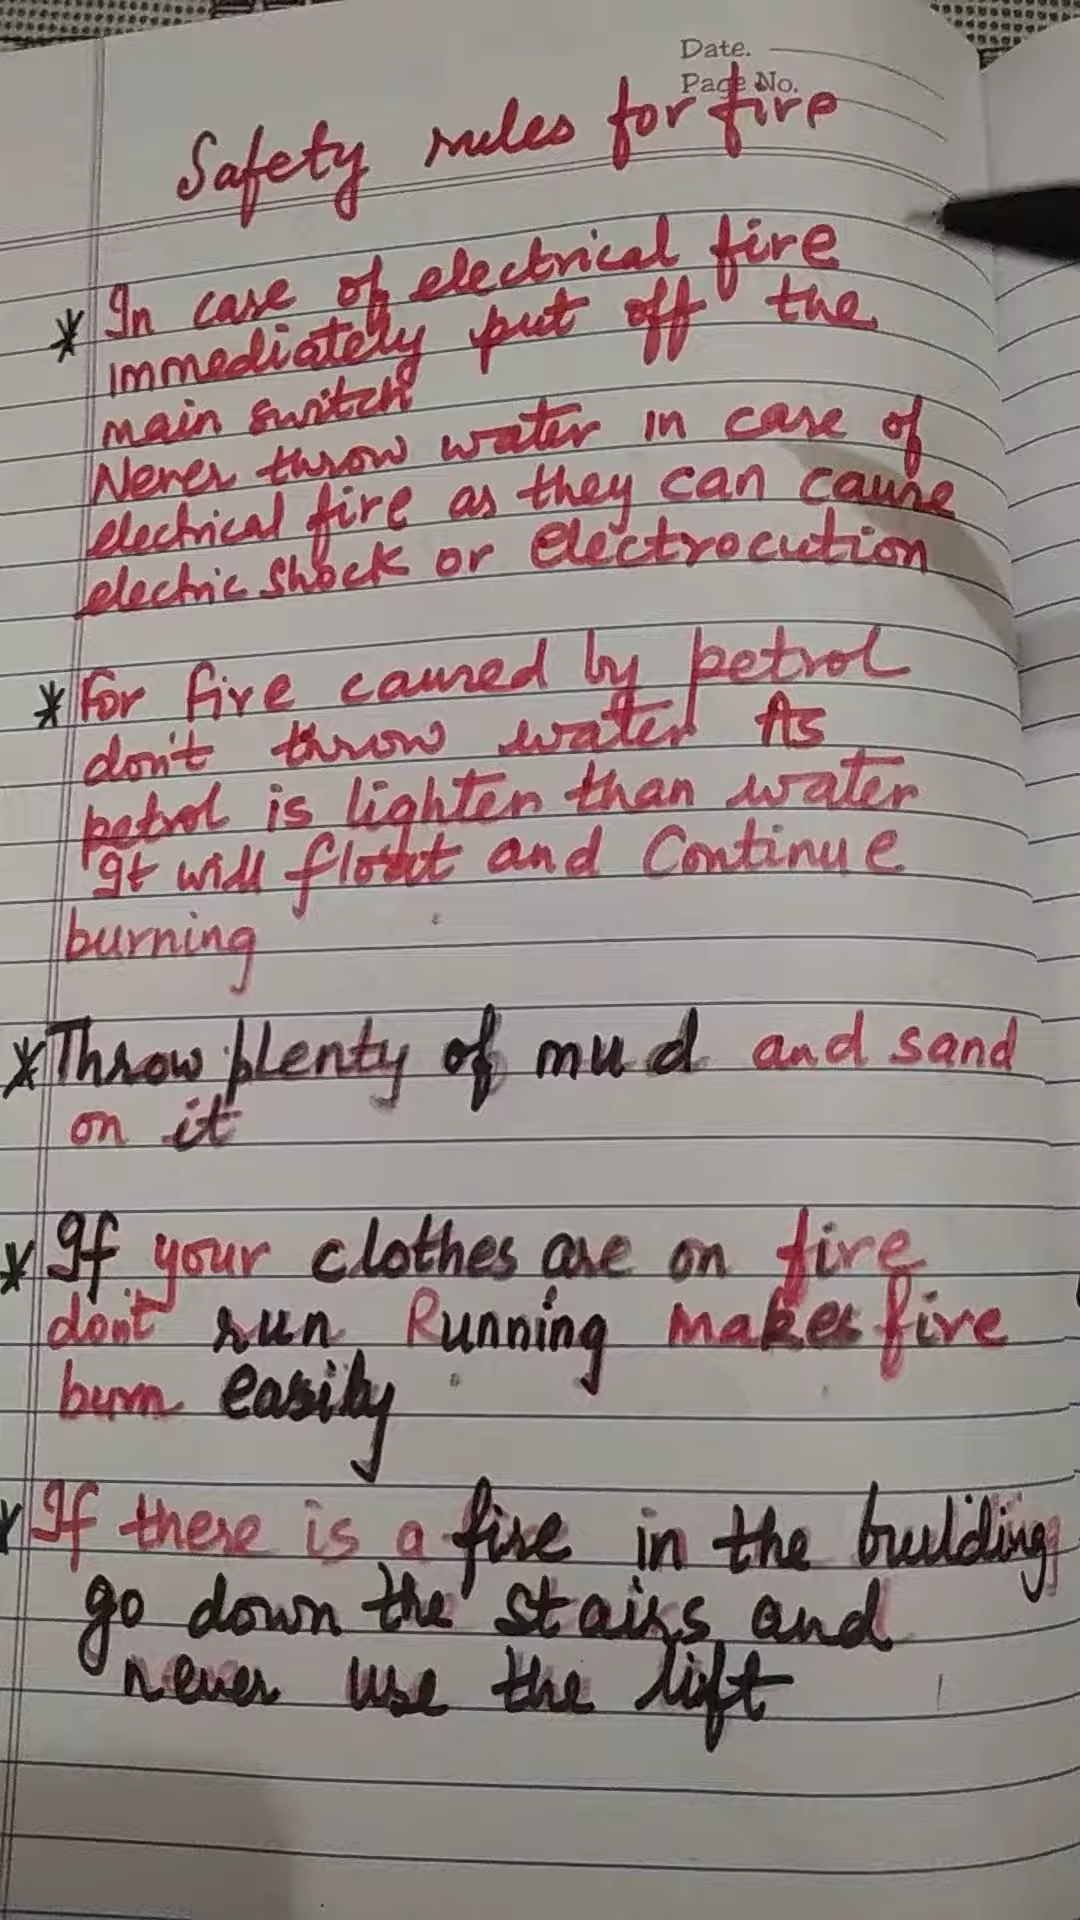 Date.
Page No.
Safety rules for fire
* In case of electrical fire
immediately put off the
main switch
Never throw water in case of
electrical fire as they can cause
electric shock or electrocution
* For fire caused by petrol
don't throw water As
petrol is lighter than water
It will float and Continue
burning
* Throw plenty of mud and sand
on it
* If your clothes are on fire
don't run Running makes fire
burn easily
* If there is a fire in the building
go down the stairs and
never use the lift